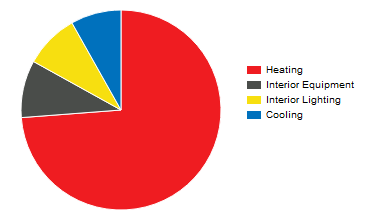 Heating
Interior Equipment
Interior Lighting
Cooling